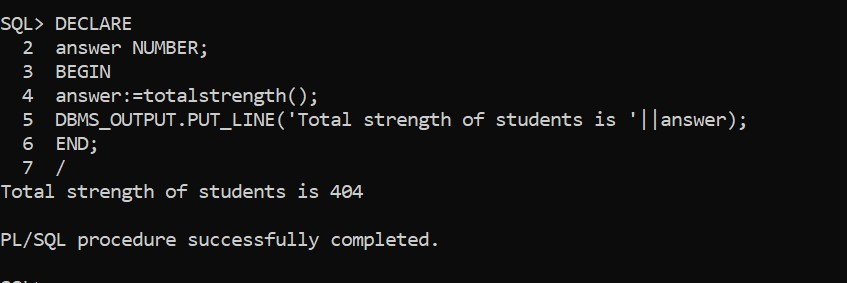 SQL> DECLARE
  2  answer NUMBER;
  3  BEGIN
  4  answer:=totalstrength();
  5  DBMS_OUTPUT.PUT_LINE('Total strength of students is '||answer);
  6  END;
  7  /
Total strength of students is 404
PL/SQL procedure successfully completed.